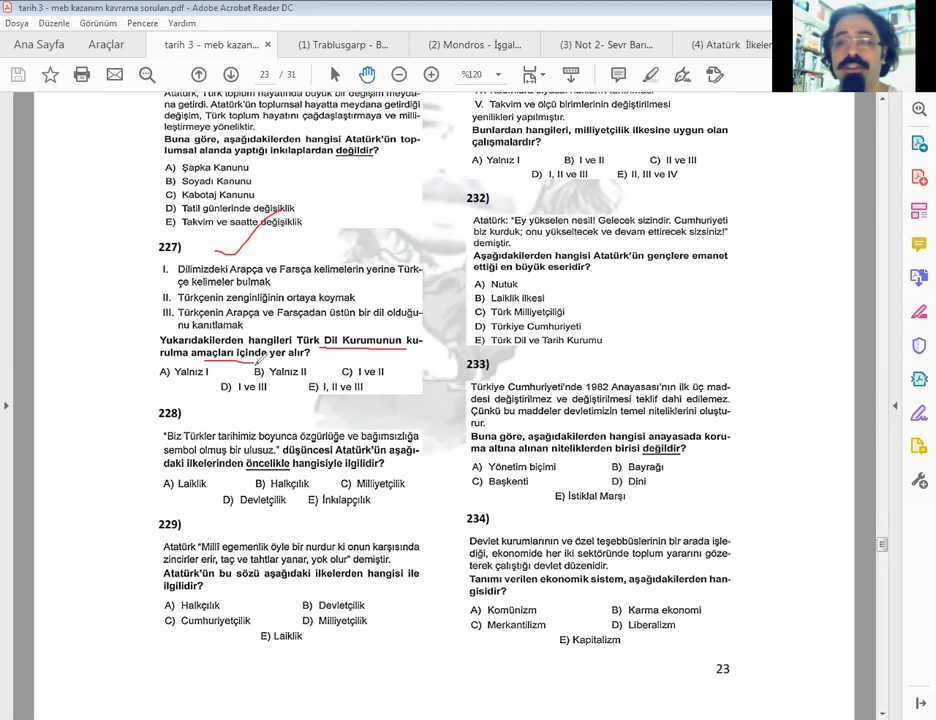 tarih 3 - meb kazanım kavrama soruları.pdf - Adobe Acrobat Reader DC
Dosya Düzenle Görünüm Pencere Yardım
Ana Sayfa Araçlar tarih 3 - meb kazan... × (1) Trablusgarp - B... (2) Mondros - İşgal... (3) Not 2- Sevr Barı... (4) Atatürk İlkeler
23 / 31 %120
Atatürk, Türk toplum hayatında büyük bir değişim meyda-
na getirdi. Atatürk'ün toplumsal hayatta meydana getirdiği
değişim, Türk toplum hayatını çağdaşlaştırmaya ve milli-
leştirmeye yöneliktir.
Buna göre, aşağıdakilerden hangisi Atatürk'ün top-
lumsal alanda yaptığı inkılaplardan değildir?
A) Şapka Kanunu
B) Soyadı Kanunu
C) Kabotaj Kanunu
D) Tatil günlerinde değişiklik
E) Takvim ve saatte değişiklik
227)
I. Dilimizdeki Arapça ve Farsça kelimelerin yerine Türk-
çe kelimeler bulmak
II. Türkçenin zenginliğinin ortaya koymak
III. Türkçenin Arapça ve Farsçadan üstün bir dil olduğu-
nu kanıtlamak
Yukarıdakilerden hangileri Türk Dil Kurumunun ku-
rulma amaçları içinde yer alır?
A) Yalnız I B) Yalnız II C) I ve II
D) I ve III E) I, II ve III
228)
"Biz Türkler tarihimiz boyunca özgürlüğe ve bağımsızlığa
sembol olmuş bir ulusuz." düşüncesi Atatürk'ün aşağı-
daki ilkelerinden öncelikle hangisiyle ilgilidir?
A) Laiklik B) Halkçılık C) Milliyetçilik
D) Devletçilik E) İnkılapçılık
229)
Atatürk "Millî egemenlik öyle bir nurdur ki onun karşısında
zincirler erir, taç ve tahtlar yanar, yok olur" demiştir.
Atatürk'ün bu sözü aşağıdaki ilkelerden hangisi ile
ilgilidir?
A) Halkçılık B) Devletçilik
C) Cumhuriyetçilik D) Milliyetçilik
E) Laiklik
V. Takvim ve ölçü birimlerinin değiştirilmesi
yenilikleri yapılmıştır.
Bunlardan hangileri, milliyetçilik ilkesine uygun olan
çalışmalardır?
A) Yalnız I B) I ve II C) II ve III
D) I, II ve III E) II, III ve IV
232)
Atatürk: "Ey yükselen nesil! Gelecek sizindir. Cumhuriyeti
biz kurduk; onu yükseltecek ve devam ettirecek sizsiniz!"
demiştir.
Aşağıdakilerden hangisi Atatürk'ün gençlere emanet
ettiği en büyük eseridir?
A) Nutuk
B) Laiklik ilkesi
C) Türk Milliyetçiliği
D) Türkiye Cumhuriyeti
E) Türk Dil ve Tarih Kurumu
233)
Türkiye Cumhuriyeti'nde 1982 Anayasası'nın ilk üç mad-
desi değiştirilmez ve değiştirilmesi teklif dahi edilemez.
Çünkü bu maddeler devletimizin temel niteliklerini oluştu-
rur.
Buna göre, aşağıdakilerden hangisi anayasada koru-
ma altına alınan niteliklerden birisi değildir?
A) Yönetim biçimi B) Bayrağı
C) Başkenti D) Dini
E) İstiklal Marşı
234)
Devlet kurumlarının ve özel teşebbüslerinin bir arada işle-
diği, ekonomide her iki sektöründe toplum yararını göze-
terek çalıştığı devlet düzenidir.
Tanımı verilen ekonomik sistem, aşağıdakilerden han-
gisidir?
A) Komünizm B) Karma ekonomi
C) Merkantilizm D) Liberalizm
E) Kapitalizm
23